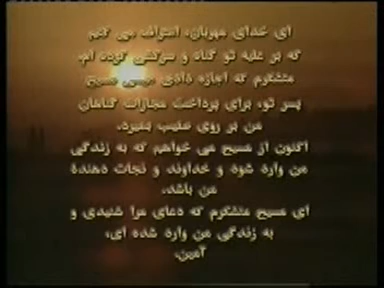 ای خدای مهربان، اعتراف می کنم
که بر علیه تو گناه و سرکشی کرده ام.
متشکرم که اجازه دادی عیسی مسیح
پسر تو، برای پرداخت مجازات گناهان
من بر روی صلیب بمیرد.
اکنون از مسیح می خواهم که به زندگی
من وارد شود و خداوند و نجات دهنده
من باشد.
ای مسیح متشکرم که دعای مرا شنیدی و
به زندگی من وارد شده ای،
آمین.